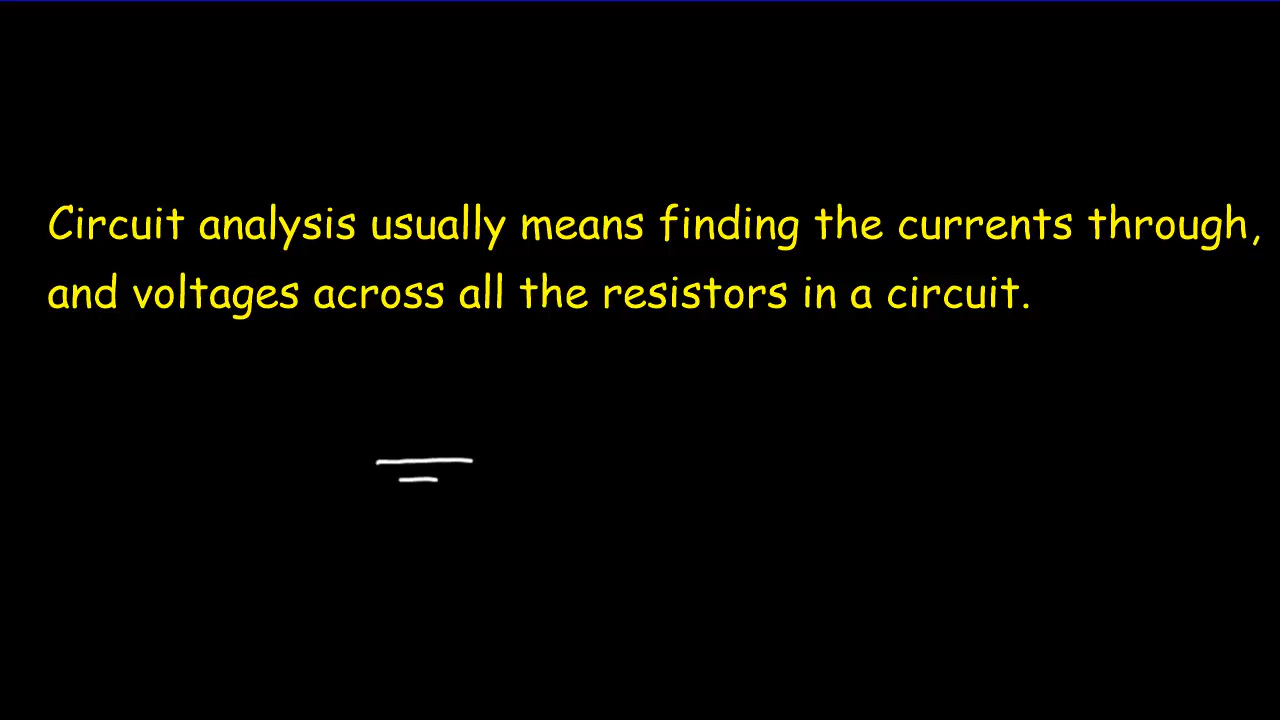 Circuit analysis usually means finding the currents through,
and voltages across all the resistors in a circuit.